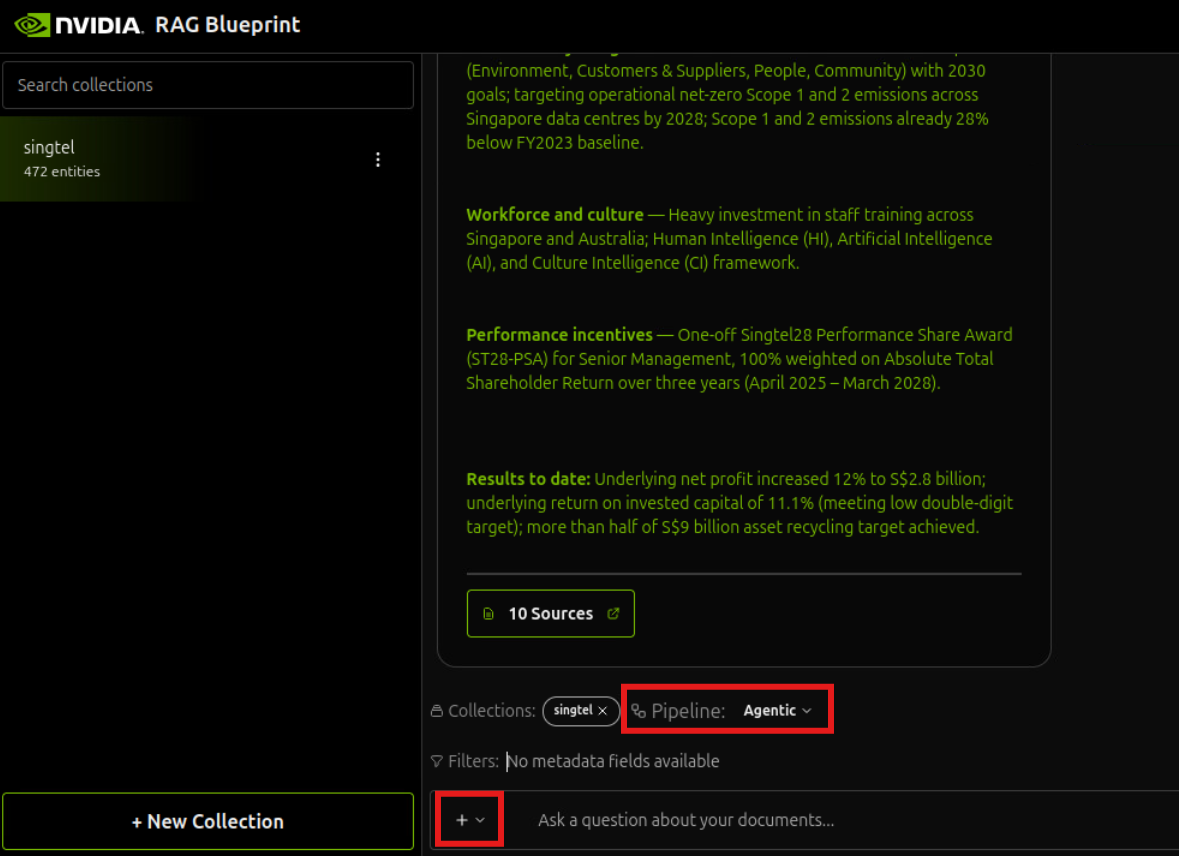 NVIDIA. RAG Blueprint
Search collections
singtel
472 entities
+ New Collection
(Environment, Customers & Suppliers, People, Community) with 2030
goals; targeting operational net-zero Scope 1 and 2 emissions across
Singapore data centres by 2028; Scope 1 and 2 emissions already 28%
below FY2023 baseline.
Workforce and culture — Heavy investment in staff training across
Singapore and Australia; Human Intelligence (HI), Artificial Intelligence
(AI), and Culture Intelligence (CI) framework.
Performance incentives — One-off Singtel28 Performance Share Award
(ST28-PSA) for Senior Management, 100% weighted on Absolute Total
Shareholder Return over three years (April 2025 – March 2028).
Results to date: Underlying net profit increased 12% to S$2.8 billion;
underlying return on invested capital of 11.1% (meeting low double-digit
target); more than half of S$9 billion asset recycling target achieved.
10 Sources
Collections: singtel × Pipeline: Agentic
Filters: No metadata fields available
+ Ask a question about your documents...